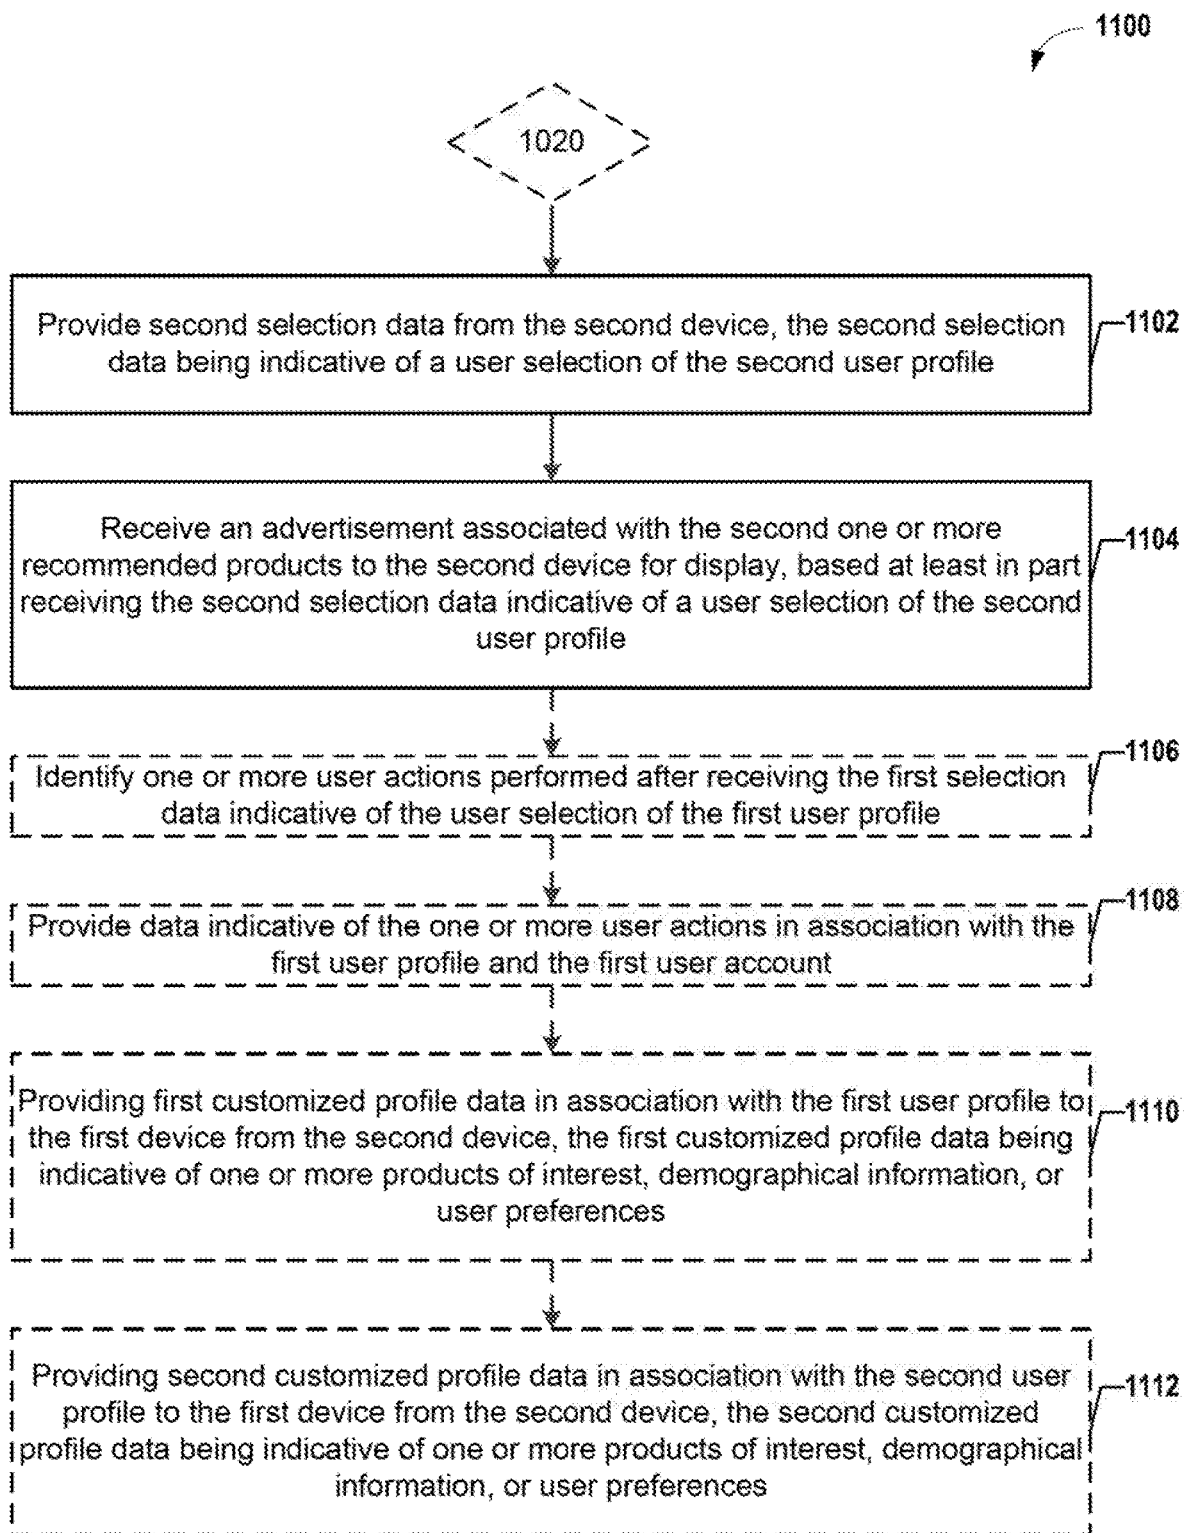 1100
1020
Provide second selection data from the second device, the second selection
data being indicative of a user selection of the second user profile
1102
Receive an advertisement associated with the second one or more
recommended products to the second device for display, based at least in part
receiving the second selection data indicative of a user selection of the second
user profile
1104
Identify one or more user actions performed after receiving the first selection
data indicative of the user selection of the first user profile
1106
Provide data indicative of the one or more user actions in association with the
first user profile and the first user account
1108
Providing first customized profile data in association with the first user profile to
the first device from the second device, the first customized profile data being
indicative of one or more products of interest, demographical information, or
user preferences
1110
Providing second customized profile data in association with the second user
profile to the first device from the second device, the second customized
profile data being indicative of one or more products of interest, demographical
information, or user preferences
1112